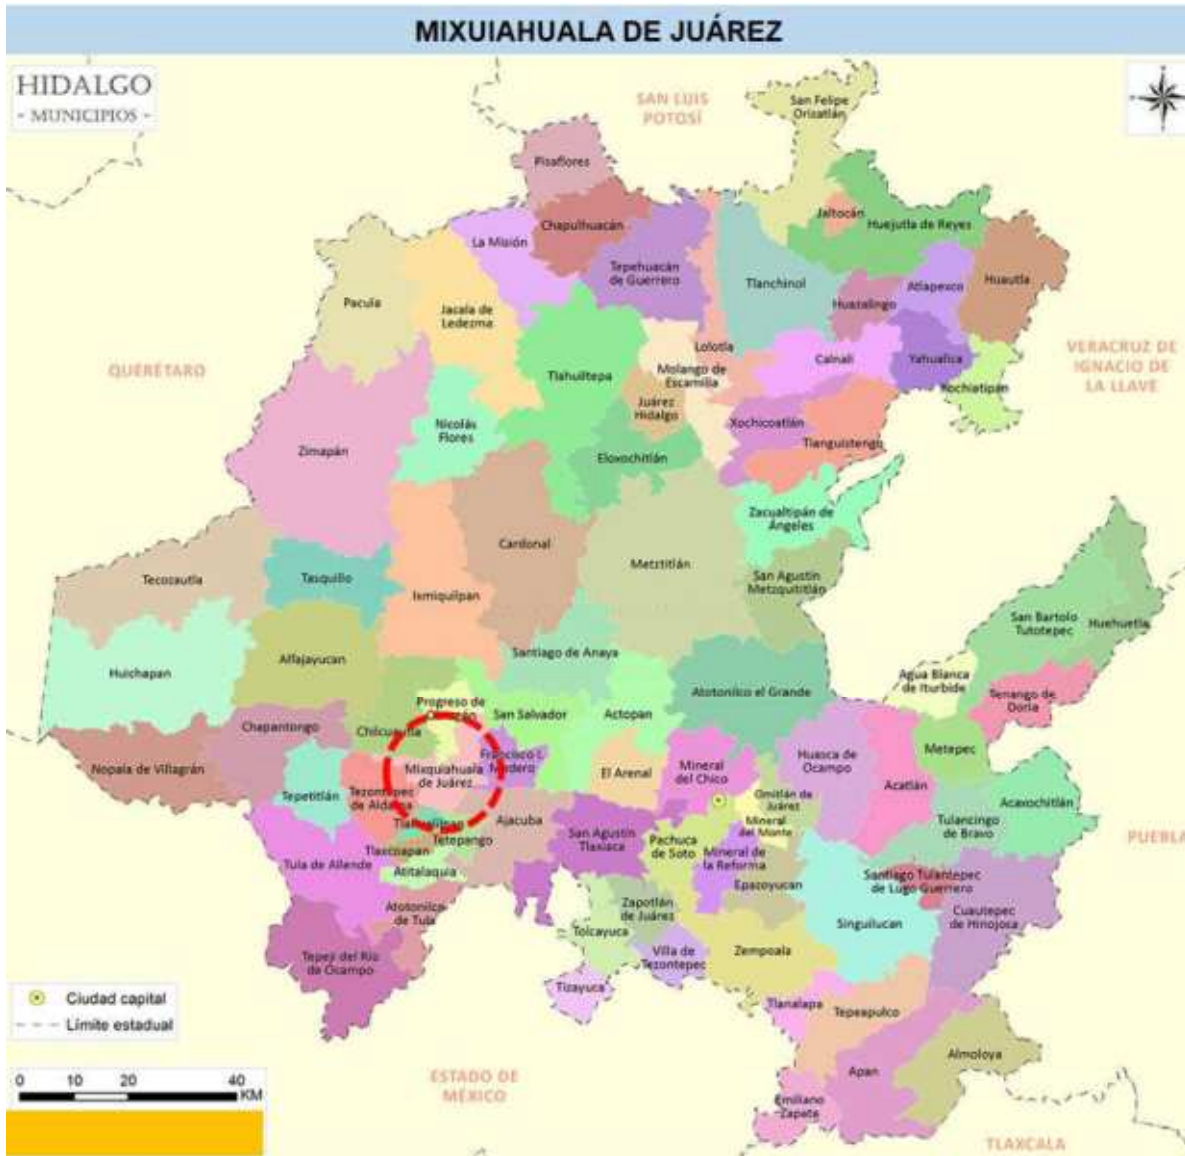 MIXUIAHUALA DE JUÁREZ
HIDALGO
- MUNICIPIOS -
SAN LUIS
POTOSÍ
San Felipe
Orizatlán
Pisaflores
Chapulhuacán
La Misión
Jaltocán
Huejutla de Reyes
Tepehuacán
de Guerrero
Tlanchinol
Atlapexco
Huautla
Huazalingo
Pacula
Jacala de
Ledezma
Lolotla
Calnali
Yahualica
VERACRUZ DE
IGNACIO DE
LA LLAVE
QUERÉTARO
Tlahuiltepa
Molango de
Escamilla
Xochiatipan
Juárez
Hidalgo
Nicolás
Flores
Xochicoatlán
Tianguistengo
Zimapán
Eloxochitlán
Zacualtipán de
Ángeles
Cardonal
Metztitlán
San Agustín
Metzquititlán
Tecozautla
Tasquillo
Ixmiquilpan
San Bartolo
Tutotepec
Huehuetla
Santiago de Anaya
Huichapan
Alfajayucan
Agua Blanca
de Iturbide
Atotonilco el Grande
Tenango de
Doria
Progreso de
San Salvador
Actopan
Chapantongo
Metepec
Huasca de
Ocampo
Francisco I.
Madero
Nopala de Villagrán
Mixquiahuala
de Juárez
El Arenal
Mineral
del Chico
Acatlán
Tepetitlán
Tezontepec
de Aldama
Omitlán de
Juárez
Acaxochitlán
Ajacuba
Tulancingo
de Bravo
Mineral
del Monte
San Agustín
Tlaxiaca
Pachuca
de Soto
PUEBLA
Tetepango
Tlaxcoapan
Mineral de
la Reforma
Tula de Allende
Atitalaquia
Epazoyucan
Santiago Tulantepec
de Lugo Guerrero
Atotonilco
de Tula
Zapotlán
de Juárez
Cuautepec
de Hinojosa
Singuilucan
Tolcayuca
Villa de
Tezontepec
Zempoala
Tepeji del Río
de Ocampo
Tizayuca
Ciudad capital
Límite estadual
Tlanalapa
Tepeapulco
Almoloya
Apan
Emiliano
Zapata
0 10 20 40
KM
ESTADO DE
MÉXICO
TLAXCALA